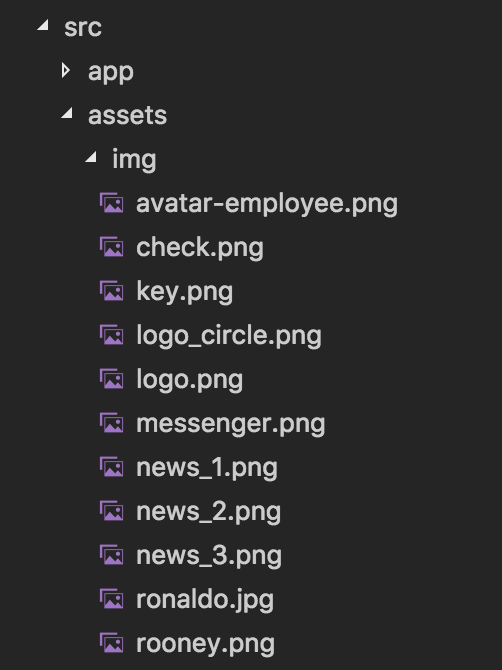 src
app
assets
img
avatar-employee.png
check.png
key.png
logo_circle.png
logo.png
messenger.png
news_1.png
news_2.png
news_3.png
ronaldo.jpg
rooney.png